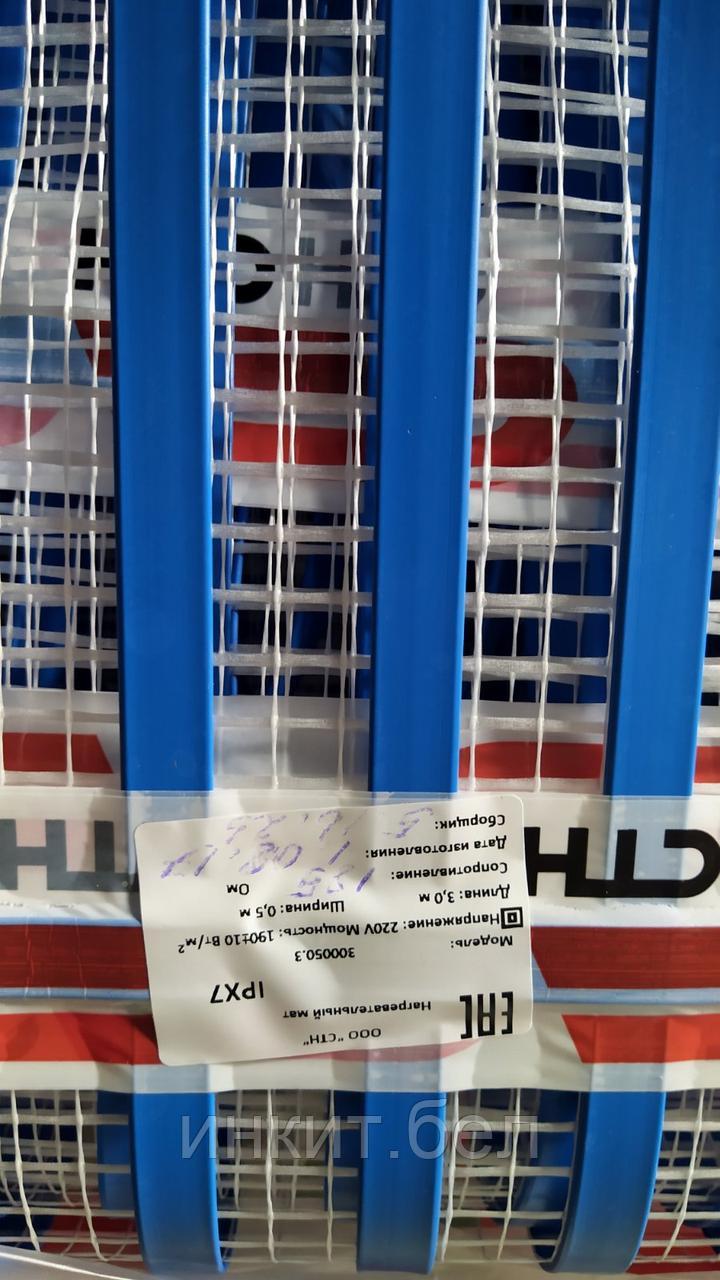 ООО "СТН"
Нагревательный мат
EAC
IPX7
Модель: 300050.3
Напряжение: 220V Мощность: 190±10 Вт/м²
Длина: 3,0 м Ширина: 0,5 м
Сопротивление: Ом
Дата изготовления:
Сборщик:
СТН
инкит.бел